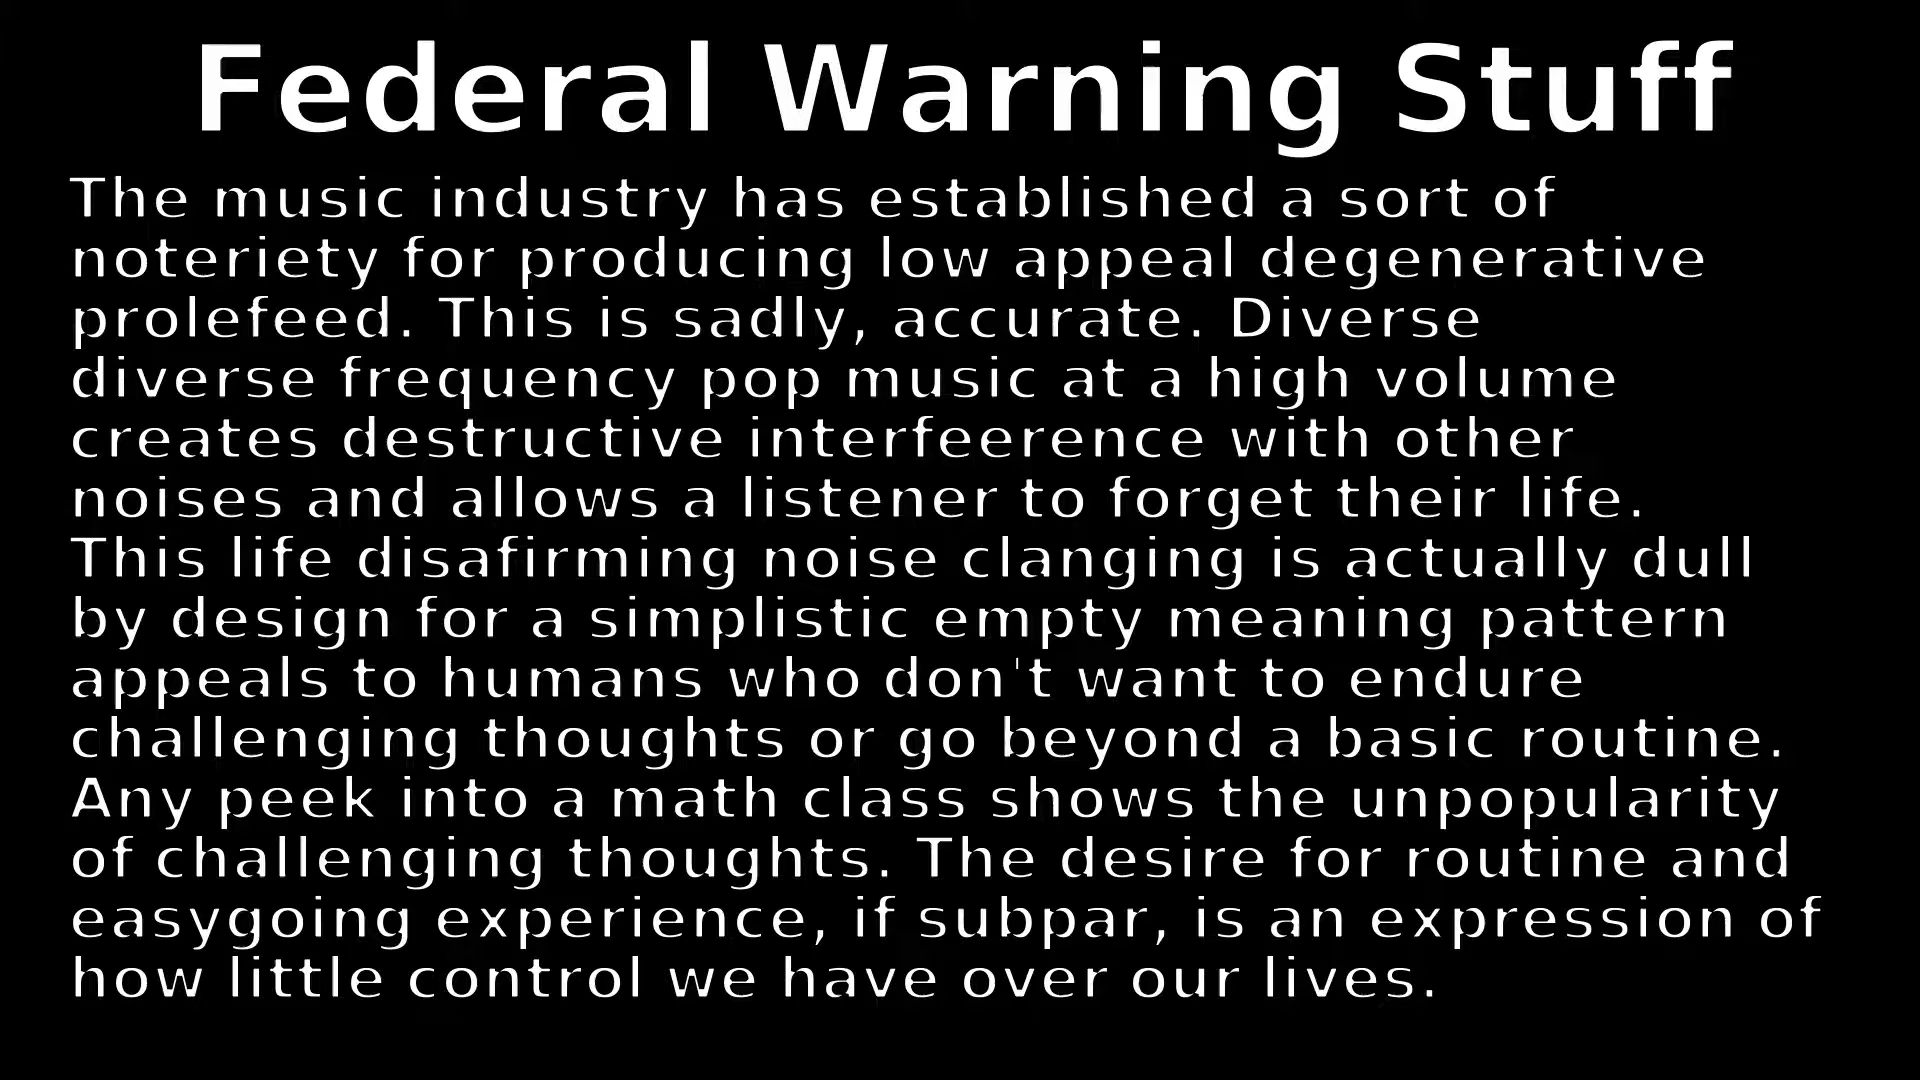 Federal Warning Stuff
The music industry has established a sort of
noteriety for producing low appeal degenerative
prolefeed. This is sadly, accurate. Diverse
diverse frequency pop music at a high volume
creates destructive interfeerence with other
noises and allows a listener to forget their life.
This life disafirming noise clanging is actually dull
by design for a simplistic empty meaning pattern
appeals to humans who don't want to endure
challenging thoughts or go beyond a basic routine.
Any peek into a math class shows the unpopularity
of challenging thoughts. The desire for routine and
easygoing experience, if subpar, is an expression of
how little control we have over our lives.